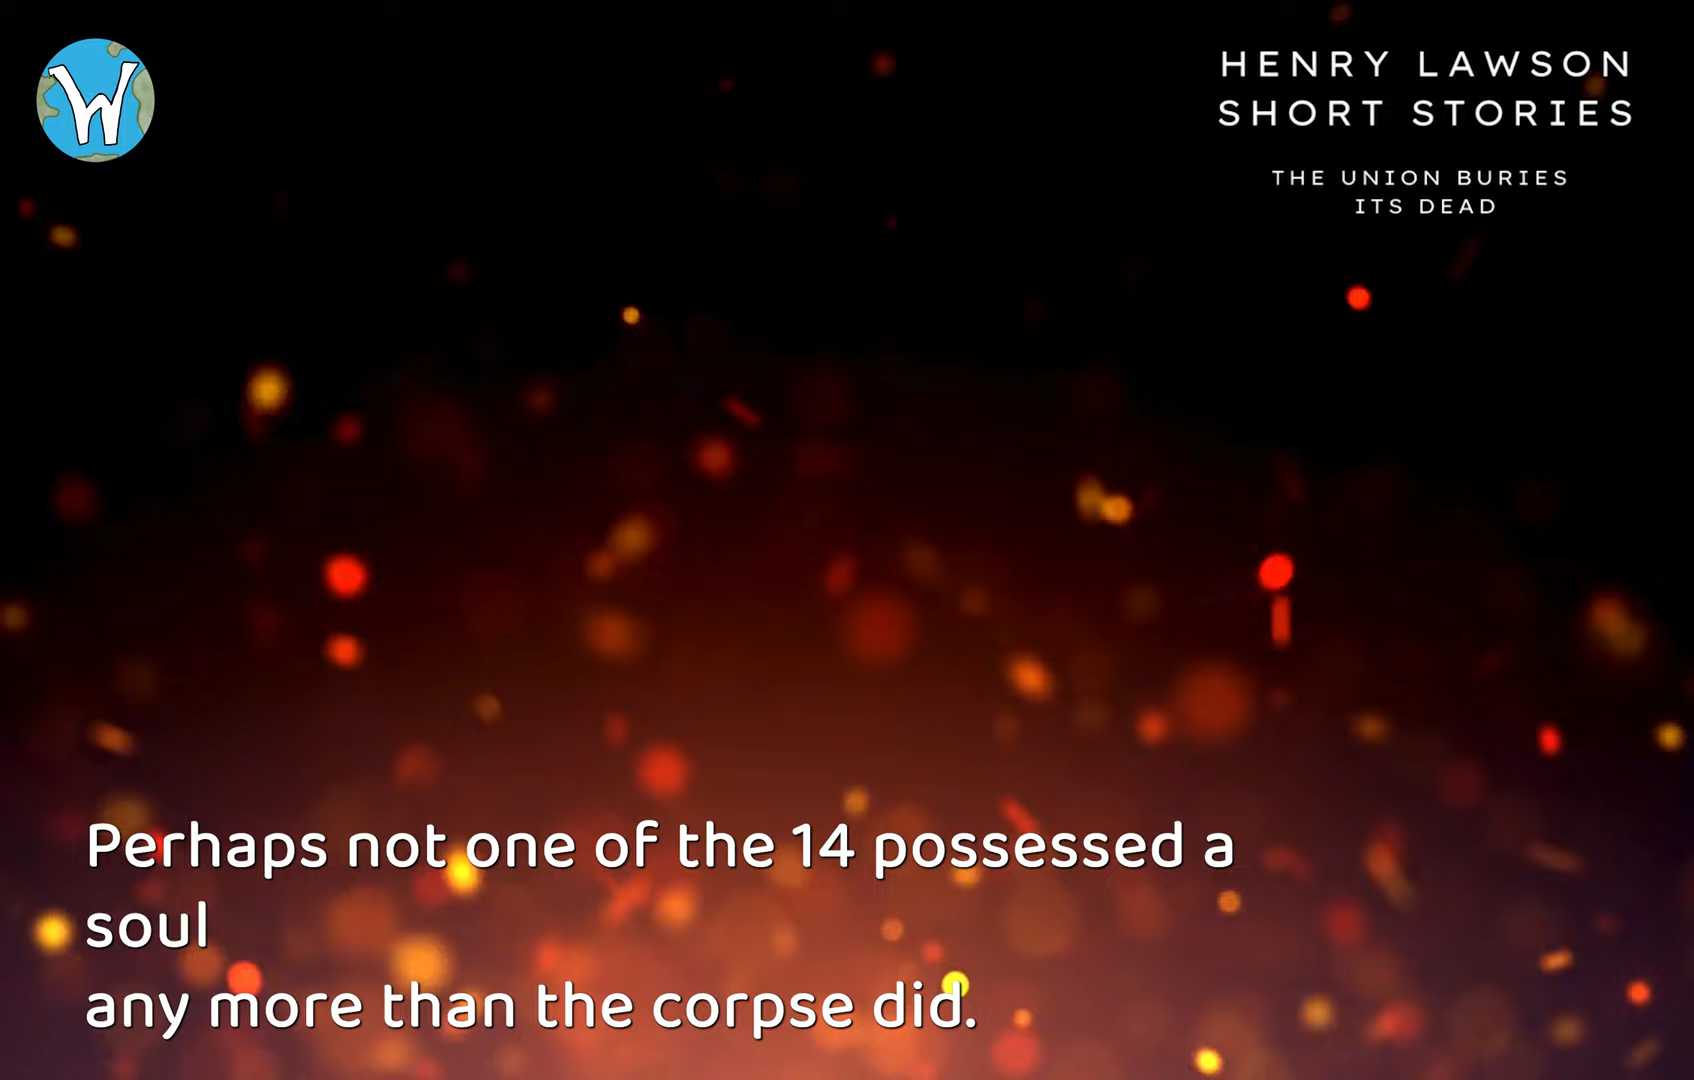 W
HENRY LAWSON
SHORT STORIES
THE UNION BURIES
ITS DEAD
Perhaps not one of the 14 possessed a
soul
any more than the corpse did.